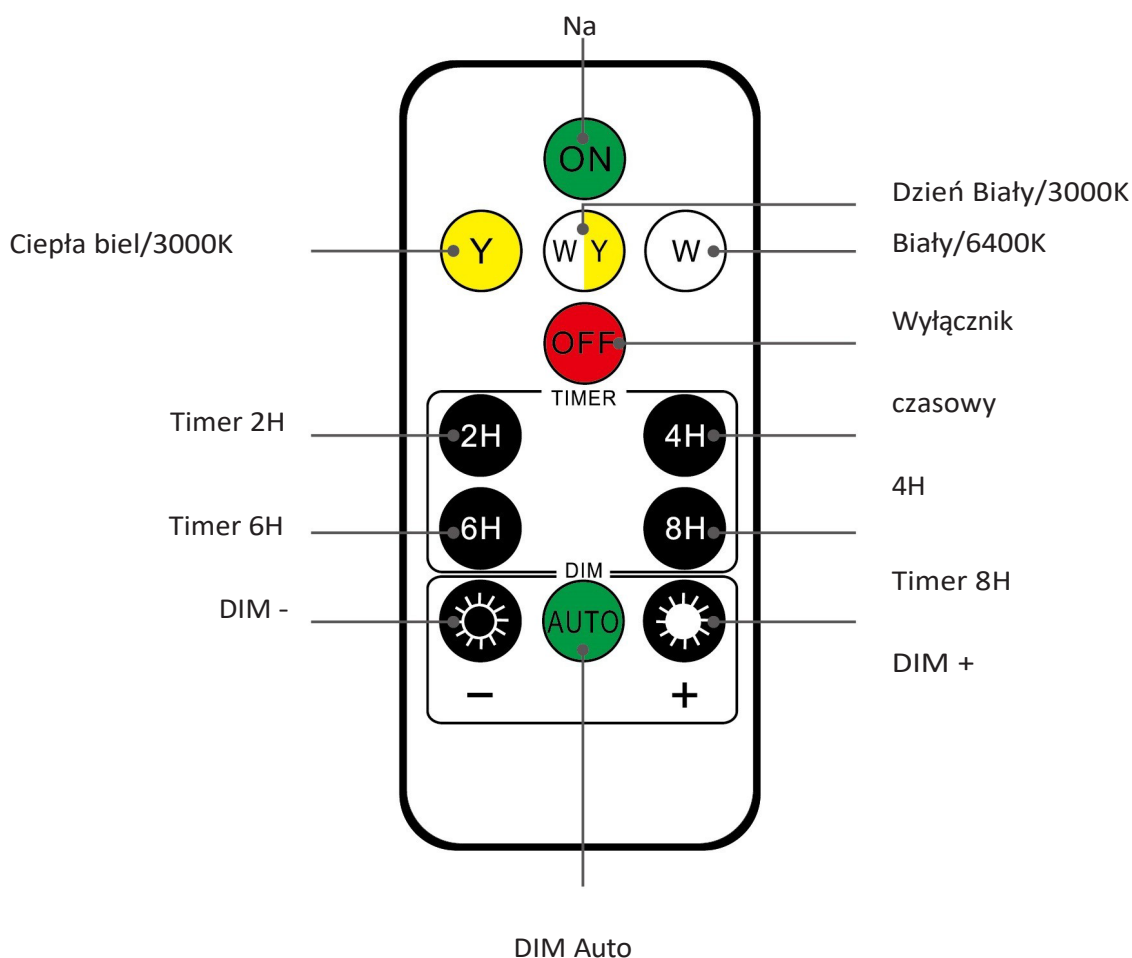 Na
ON
Dzień Biały/3000K
Ciepła biel/3000K
Y
W Y
W
Biały/6400K
OFF
Wyłącznik
TIMER
czasowy
Timer 2H
2H
4H
4H
Timer 6H
6H
8H
DIM
Timer 8H
DIM -
AUTO
DIM +
−
+
DIM Auto